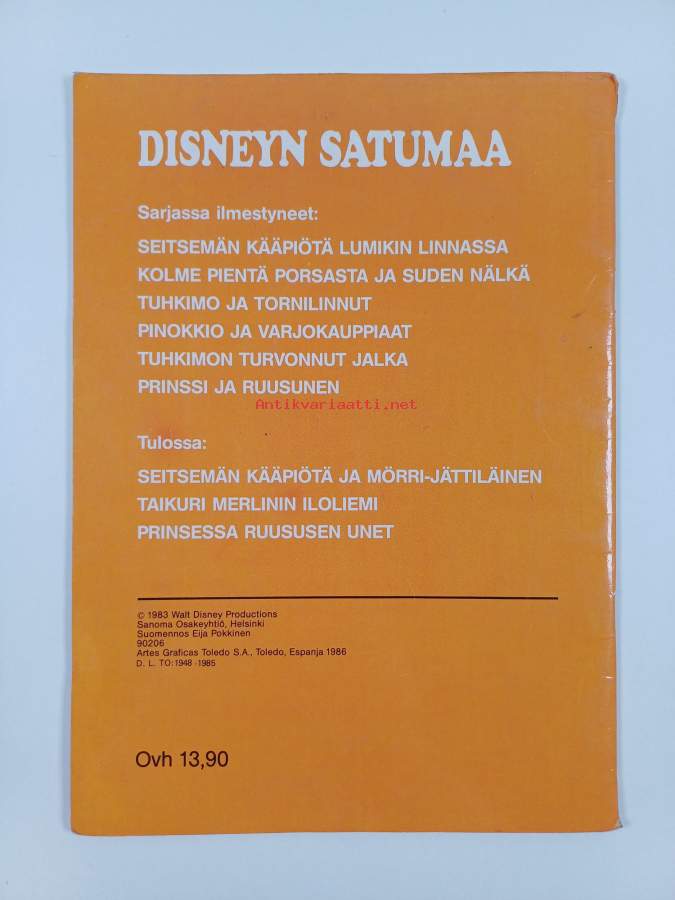 DISNEYN SATUMAA
Sarjassa ilmestyneet:
SEITSEMÄN KÄÄPIÖTÄ LUMIKIN LINNASSA
KOLME PIENTÄ PORSASTA JA SUDEN NÄLKÄ
TUHKIMO JA TORNILINNUT
PINOKKIO JA VARJOKAUPPIAAT
TUHKIMON TURVONNUT JALKA
PRINSSI JA RUUSUNEN
Antikvariaatti.net
Tulossa:
SEITSEMÄN KÄÄPIÖTÄ JA MÖRRI-JÄTTILÄINEN
TAIKURI MERLININ ILOLIEMI
PRINSESSA RUUSUSEN UNET
© 1983 Walt Disney Productions
Sanoma Osakeyhtiö, Helsinki
Suomennos Eija Pokkinen
90206
Artes Graficas Toledo S.A., Toledo, Espanja 1986
D. L. TO: 1948 - 1985
Ovh 13,90